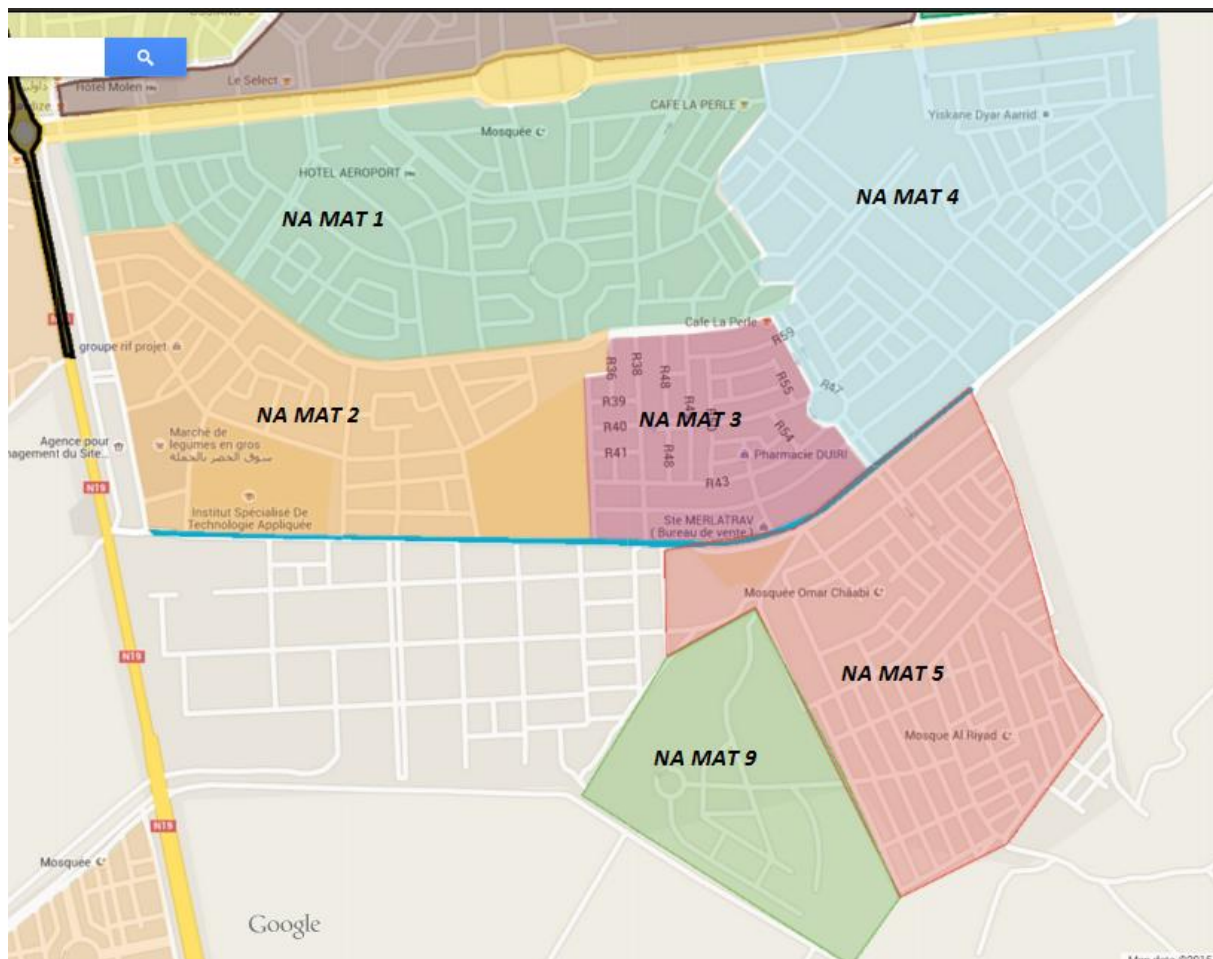 Hôtel Molen
Le Select
CAFE LA PERLE
Mosquée
Yiskane Dyar Aarrid
HOTEL AEROPORT
NA MAT 1
NA MAT 4
groupe rif projet
Cafe La Perle
R59
R36
R38
R48
R55
R47
R39
NA MAT 2
NA MAT 3
R40
R54
Marché de
légumes en gros
سوق الخضر بالجملة
Agence pour
nagement du Site...
R41
R48
Pharmacie DUIRI
R43
N19
Institut Spécialisé De
Technologie Appliquée
Ste MERLATRAV
( Bureau de vente )
Mosquée Omar Châabi
N19
NA MAT 5
Mosque Al Riyad
NA MAT 9
N19
Mosquée
Google